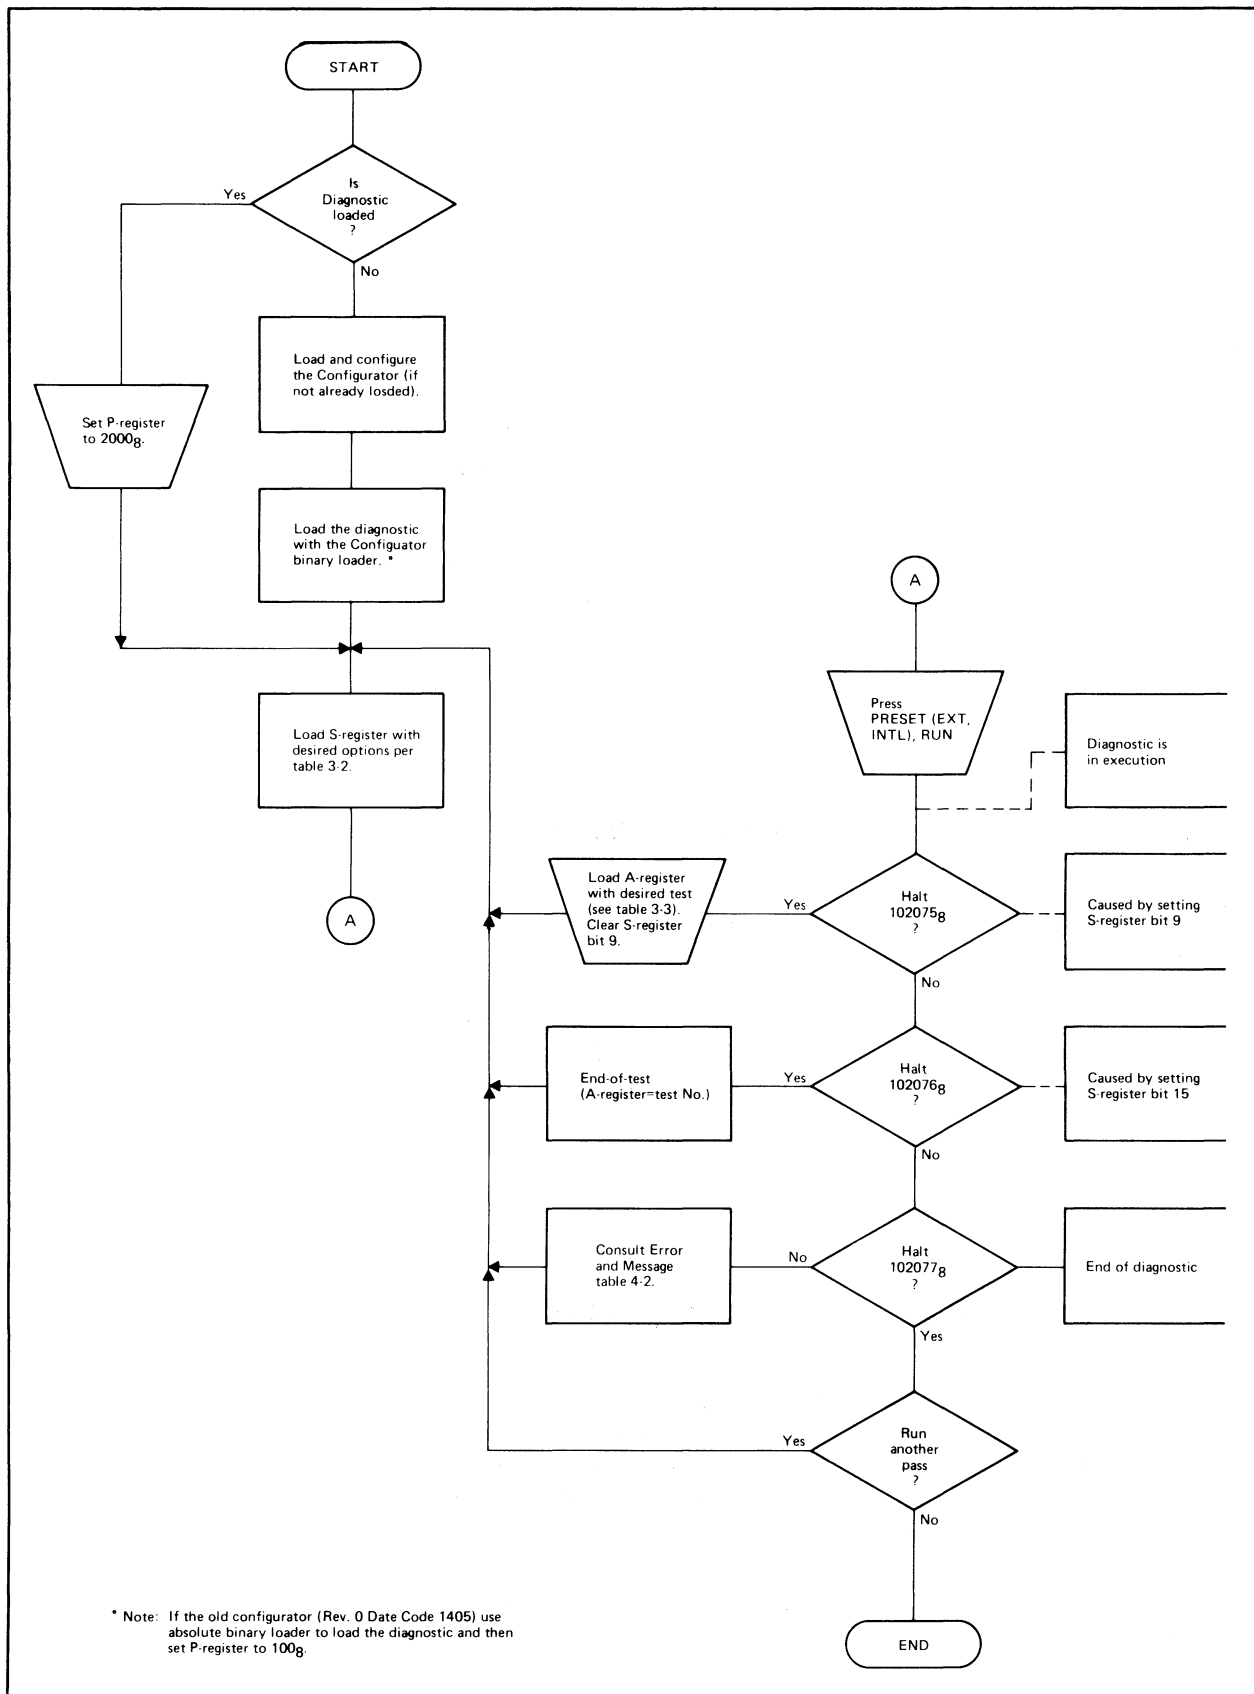 START
Is
Diagnostic
loaded
?
Yes
No
Load and configure
the Configurator (if
not already losded).
Set P-register
to 20008.
Load the diagnostic
with the Configuator
binary loader. *
Load S-register with
desired options per
table 3-2.
A
A
Press
PRESET (EXT,
INTL), RUN
Diagnostic is
in execution
Load A-register
with desired test
(see table 3-3).
Clear S-register
bit 9.
Yes
Halt
1020758
?
No
Caused by setting
S-register bit 9
End-of-test
(A-register=test No.)
Yes
Halt
1020768
?
No
Caused by setting
S-register bit 15
Consult Error
and Message
table 4-2.
No
Halt
1020778
?
Yes
End of diagnostic
Yes
Run
another
pass
?
No
END
* Note: If the old configurator (Rev. 0 Date Code 1405) use
absolute binary loader to load the diagnostic and then
set P-register to 1008.